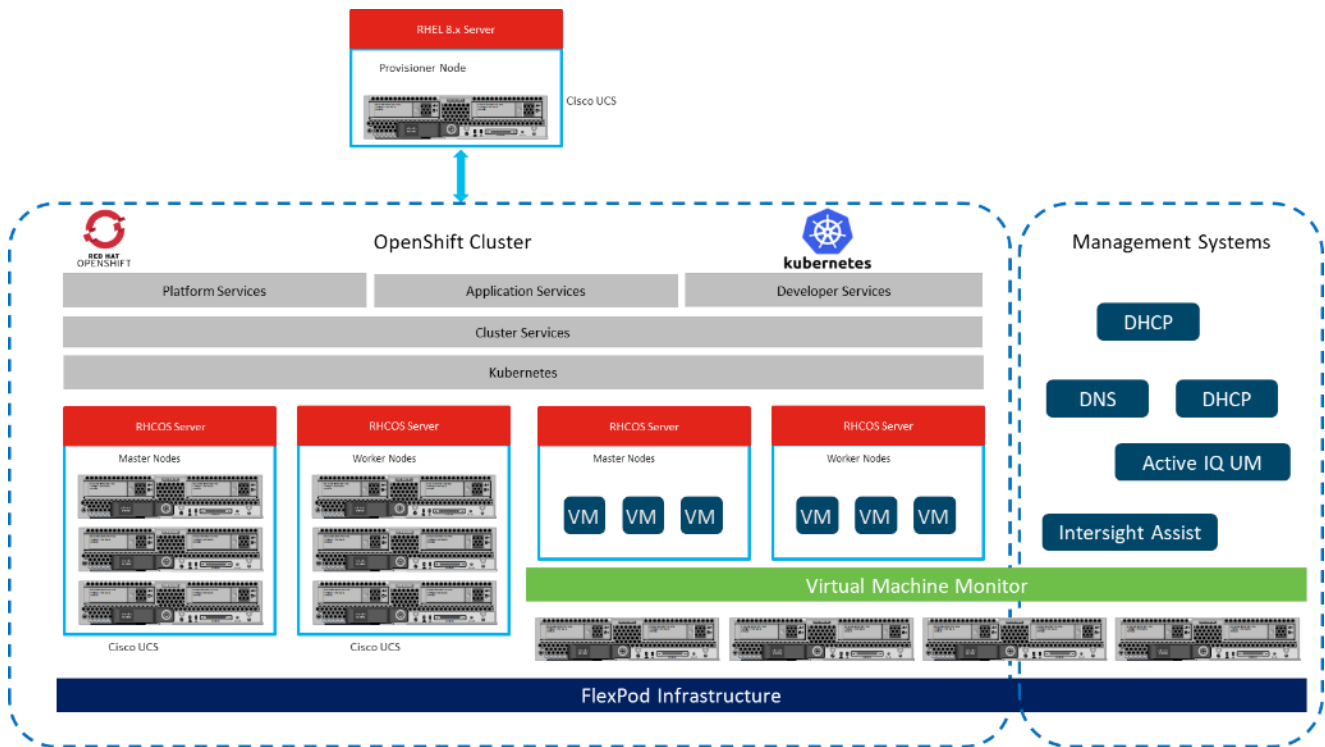 RHEL 8.x Server
Provisioner Node
Cisco UCS
RED HAT
OPENSHIFT
OpenShift Cluster
kubernetes
Management Systems
Platform Services
Application Services
Developer Services
Cluster Services
Kubernetes
DHCP
DNS
DHCP
Active IQ UM
Intersight Assist
RHCOS Server
RHCOS Server
RHCOS Server
RHCOS Server
Master Nodes
Worker Nodes
Master Nodes
Worker Nodes
VM
VM
VM
VM
VM
VM
Virtual Machine Monitor
Cisco UCS
Cisco UCS
FlexPod Infrastructure